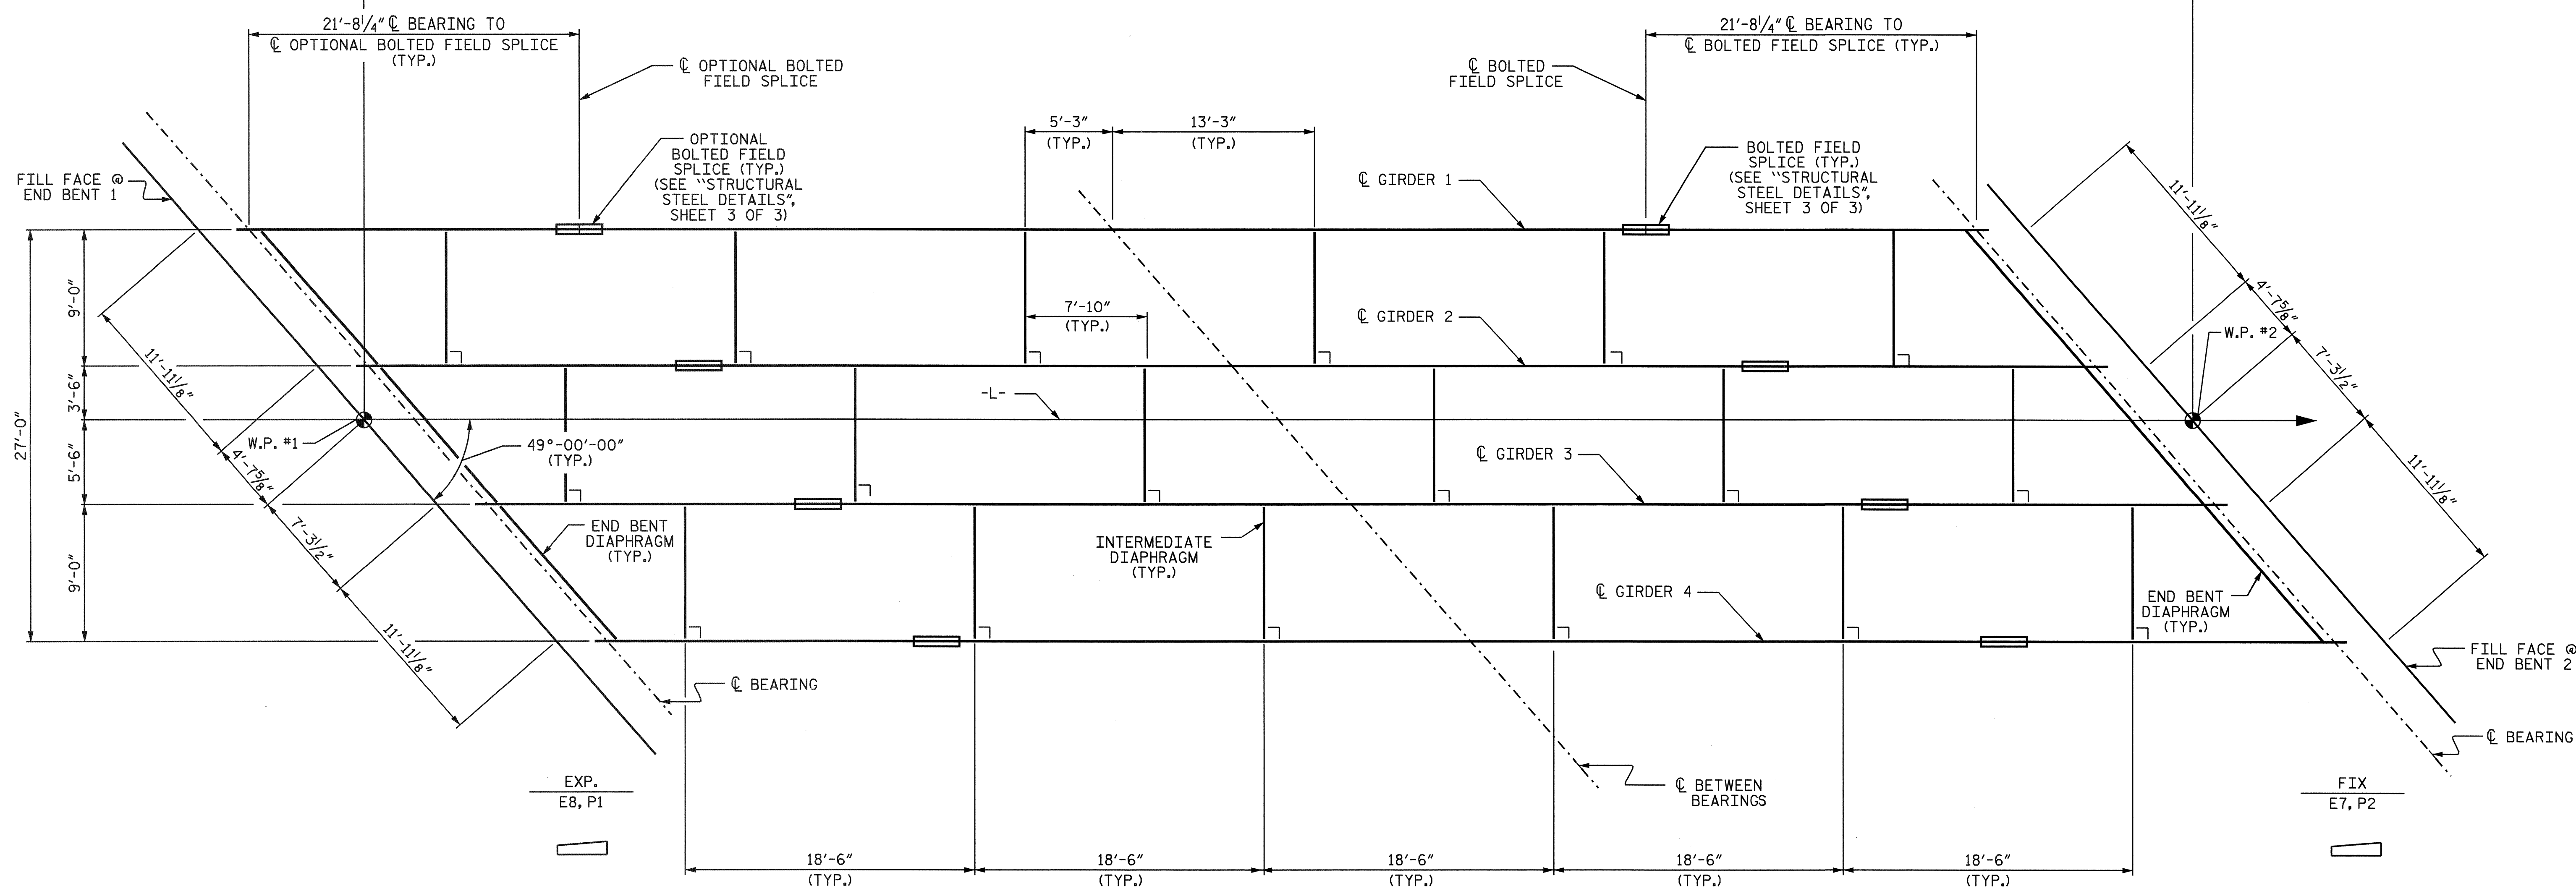 21'-8¼" ℄ BEARING TO
℄ OPTIONAL BOLTED FIELD SPLICE
(TYP.)
℄ OPTIONAL BOLTED
FIELD SPLICE
℄ BOLTED
FIELD SPLICE
21'-8¼" ℄ BEARING TO
℄ BOLTED FIELD SPLICE (TYP.)
5'-3"
(TYP.)
13'-3"
(TYP.)
OPTIONAL
BOLTED FIELD
SPLICE (TYP.)
(SEE "STRUCTURAL
STEEL DETAILS",
SHEET 3 OF 3)
BOLTED FIELD
SPLICE (TYP.)
(SEE "STRUCTURAL
STEEL DETAILS",
SHEET 3 OF 3)
FILL FACE @
END BENT 1
℄ GIRDER 1
11'-11⅛"
4'-7⅝"
7'-3½"
11'-11⅛"
W.P. #2
7'-10"
(TYP.)
℄ GIRDER 2
27'-0"
9'-0"
3'-6"
5'-6"
9'-0"
-L-
W.P. #1
49°-00'-00"
(TYP.)
11'-11⅛"
4'-7⅝"
7'-3½"
11'-11⅛"
℄ GIRDER 3
END BENT
DIAPHRAGM
(TYP.)
INTERMEDIATE
DIAPHRAGM
(TYP.)
℄ GIRDER 4
END BENT
DIAPHRAGM
(TYP.)
FILL FACE @
END BENT 2
℄ BEARING
℄ BEARING
℄ BETWEEN
BEARINGS
EXP.
E8, P1
FIX
E7, P2
18'-6"
(TYP.)
18'-6"
(TYP.)
18'-6"
(TYP.)
18'-6"
(TYP.)
18'-6"
(TYP.)